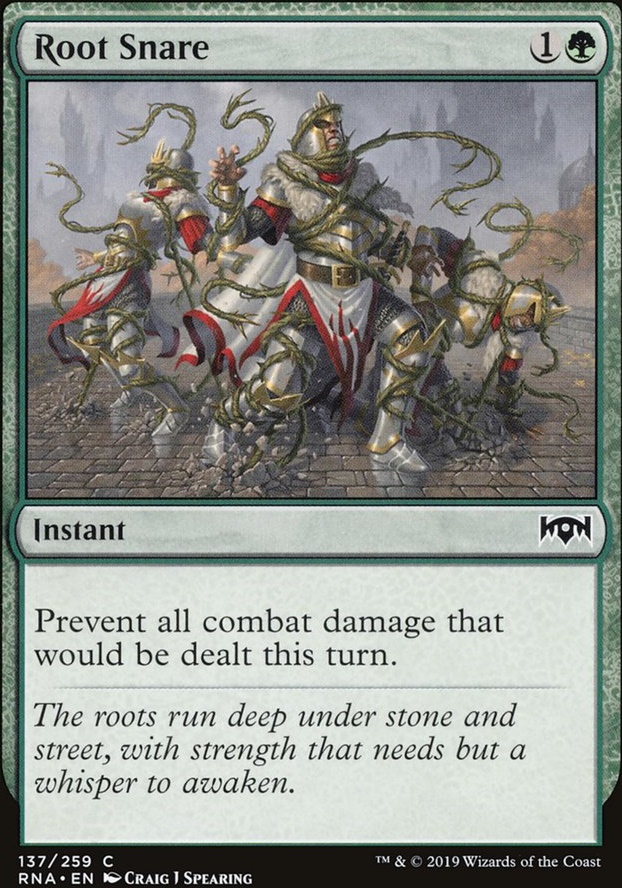 Root Snare 1
Instant
Prevent all combat damage that
would be dealt this turn.
The roots run deep under stone and
street, with strength that needs but a
whisper to awaken.
137/259 C
RNA • EN Craig J Spearing
™ & © 2019 Wizards of the Coast